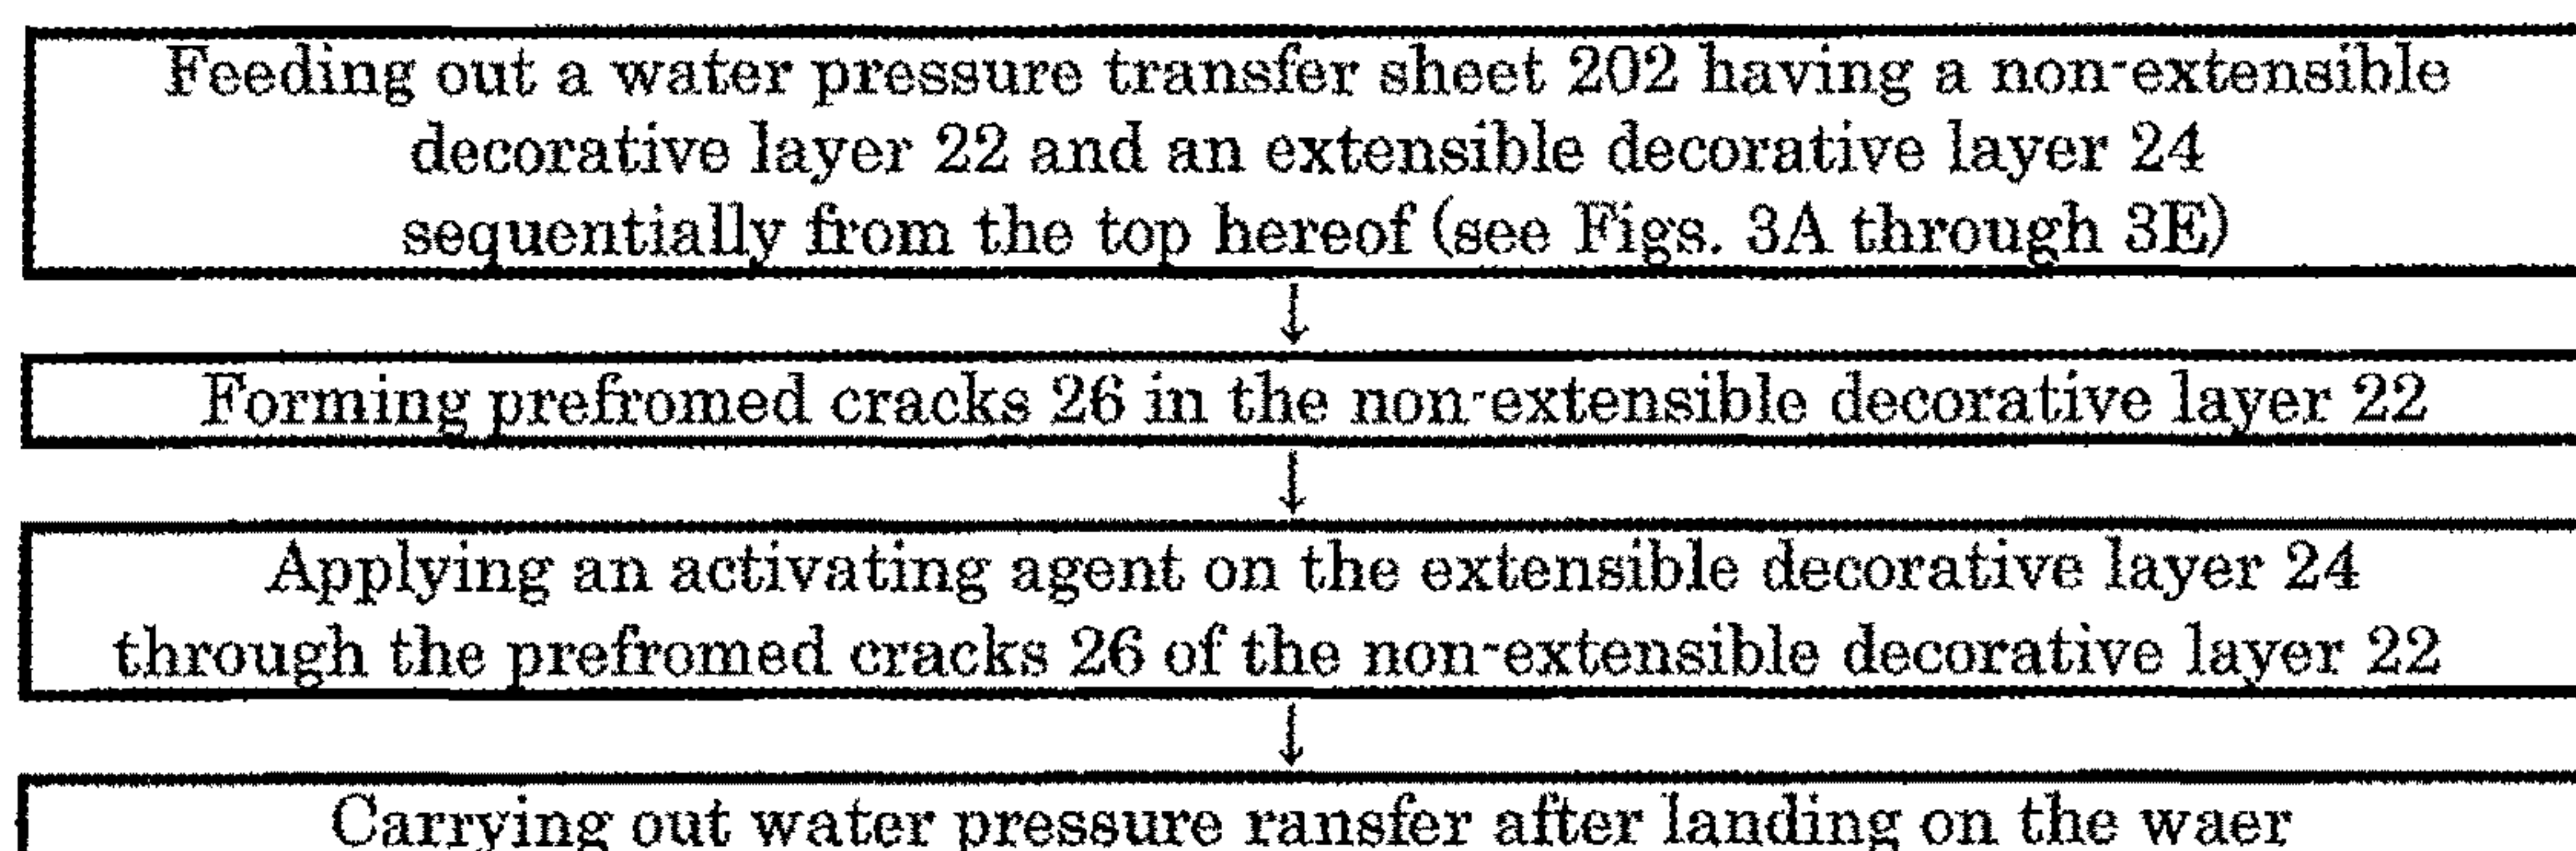 Feeding out a water pressure transfer sheet 202 having a non-extensible
decorative layer 22 and an extensible decorative layer 24
sequentially from the top hereof (see Figs. 3A through 3E)
↓
Forming prefromed cracks 26 in the non-extensible decorative layer 22
↓
Applying an activating agent on the extensible decorative layer 24
through the prefromed cracks 26 of the non-extensible decorative layer 22
↓
Carrying out water pressure ransfer after landing on the waer